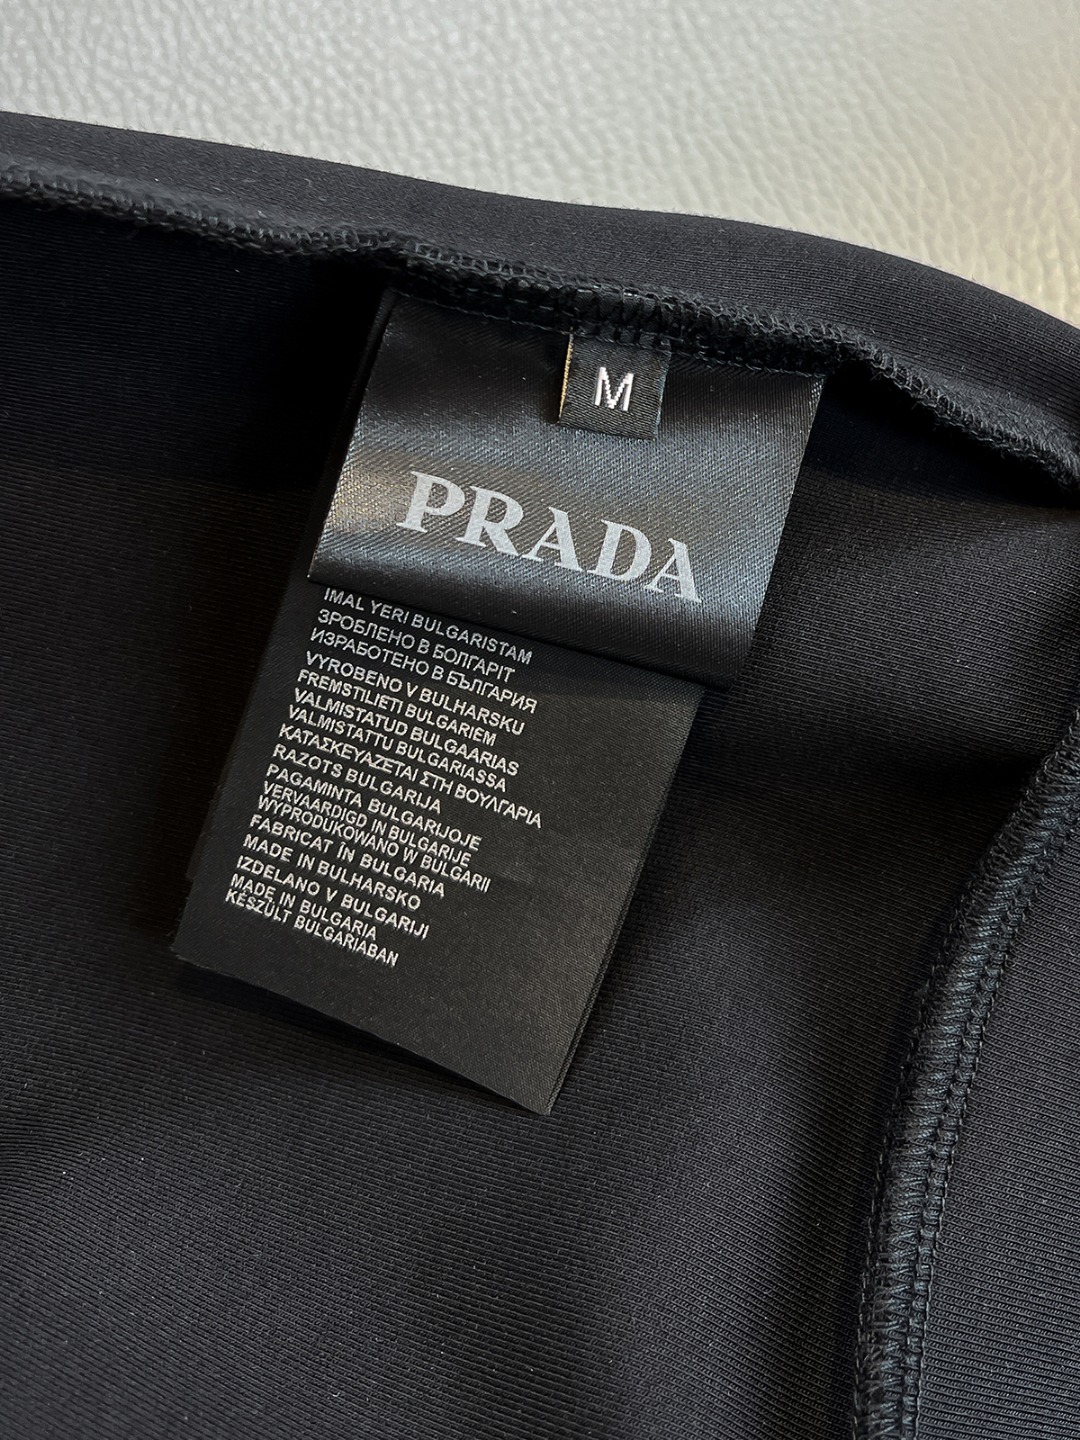 M
PRADA
IMAL YERI BULGARISTAM
ЗРОБЛЕНО В БОЛГАРІТ
ИЗРАБОТЕНО В БЪЛГАРИЯ
VYROBENO V BULHARSKU
FREMSTILIETI BULGARIEM
VALMISTATUD BULGAARIAS
VALMISTATTU BULGARIASSA
ΚΑΤΑΣΚΕΥΑΖΕΤΑΙ ΣΤΗ ΒΟΥΛΓΑΡΙΑ
RAZOTS BULGARIJA
PAGAMINTA BULGARIJOJE
VERVAARDIGD IN BULGARIJE
WYPRODUKOWANO W BULGARII
FABRICAT ÎN BULGARIA
MADE IN BULHARSKO
IZDELANO V BULGARIJI
MADE IN BULGARIA
KÉSZÜLT BULGARIABAN